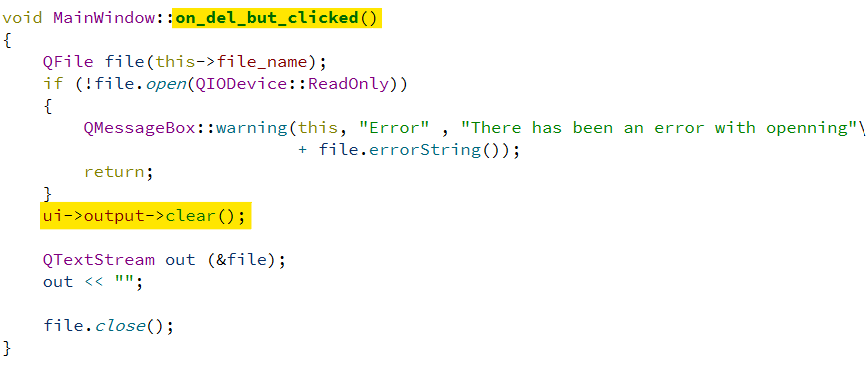 void MainWindow::on_del_but_clicked()
{
    QFile file(this->file_name);
    if (!file.open(QIODevice::ReadOnly))
    {
        QMessageBox::warning(this, "Error" , "There has been an error with openning"\
                             + file.errorString());
        return;
    }
    ui->output->clear();
    QTextStream out (&file);
    out << "";
    file.close();
}